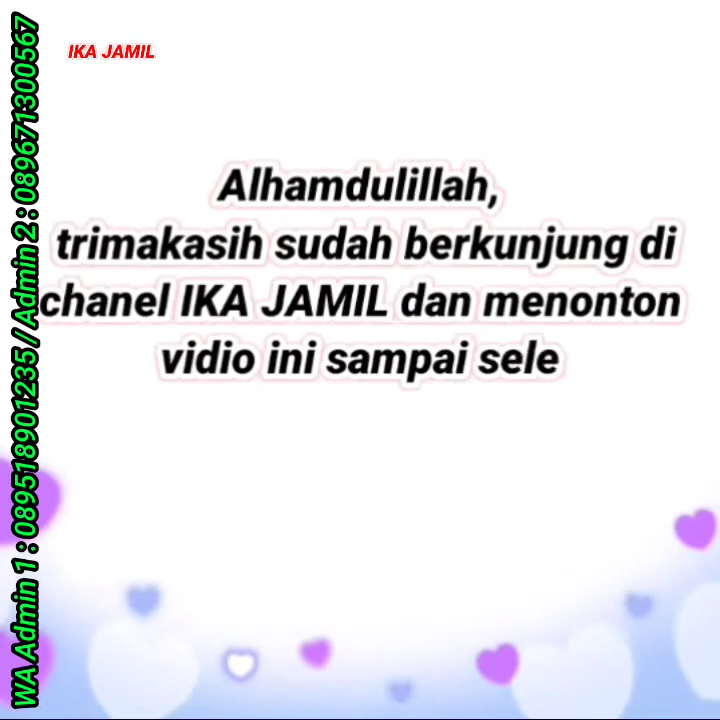 IKA JAMIL
Alhamdulillah,
trimakasih sudah berkunjung di
chanel IKA JAMIL dan menonton
vidio ini sampai sele
WA Admin 1 : 089518901235 / Admin 2 : 089671300567